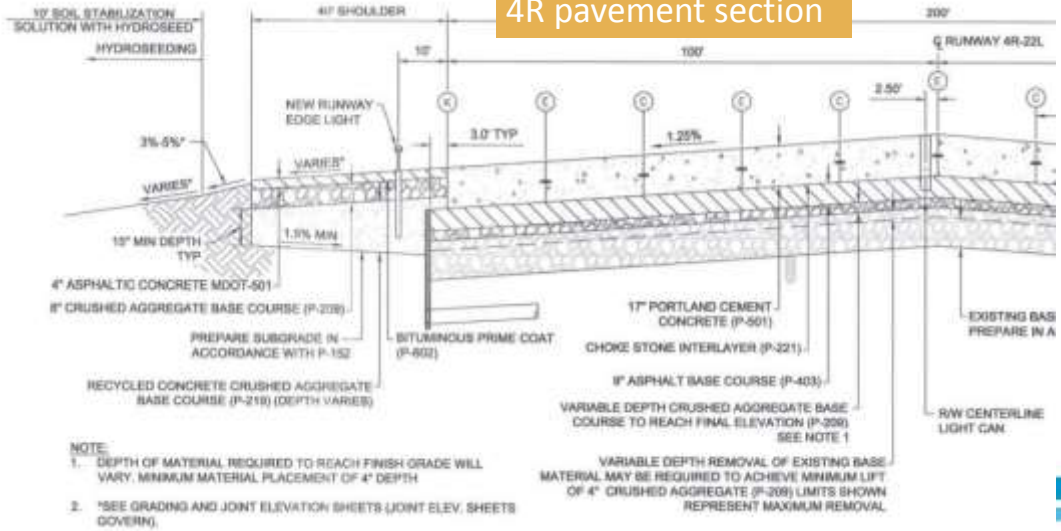 4R pavement section
10' SOIL STABILIZATION
SOLUTION WITH HYDROSEED
HYDROSEEDING
40' SHOULDER
200'
10'
100'
℄ RUNWAY 4R-22L
2.50'
K
E
C
E
C
E
C
NEW RUNWAY
EDGE LIGHT
3.0' TYP
1.25%
3%-5%*
VARIES*
VARIES*
15" MIN DEPTH
TYP
1.5% MIN
4" ASPHALTIC CONCRETE MDOT-501
8" CRUSHED AGGREGATE BASE COURSE (P-209)
PREPARE SUBGRADE IN
ACCORDANCE WITH P-152
BITUMINOUS PRIME COAT
(P-602)
RECYCLED CONCRETE CRUSHED AGGREGATE
BASE COURSE (P-219) (DEPTH VARIES)
17" PORTLAND CEMENT
CONCRETE (P-501)
CHOKE STONE INTERLAYER (P-221)
9" ASPHALT BASE COURSE (P-403)
VARIABLE DEPTH CRUSHED AGGREGATE BASE
COURSE TO REACH FINAL ELEVATION (P-209)
SEE NOTE 1
VARIABLE DEPTH REMOVAL OF EXISTING BASE
MATERIAL MAY BE REQUIRED TO ACHIEVE MINIMUM LIFT
OF 4" CRUSHED AGGREGATE (P-209) LIMITS SHOWN
REPRESENT MAXIMUM REMOVAL
EXISTING BAS
PREPARE IN A
R/W CENTERLINE
LIGHT CAN
NOTE:
1. DEPTH OF MATERIAL REQUIRED TO REACH FINISH GRADE WILL
VARY. MINIMUM MATERIAL PLACEMENT OF 4" DEPTH
2. *SEE GRADING AND JOINT ELEVATION SHEETS (JOINT ELEV. SHEETS
GOVERN).